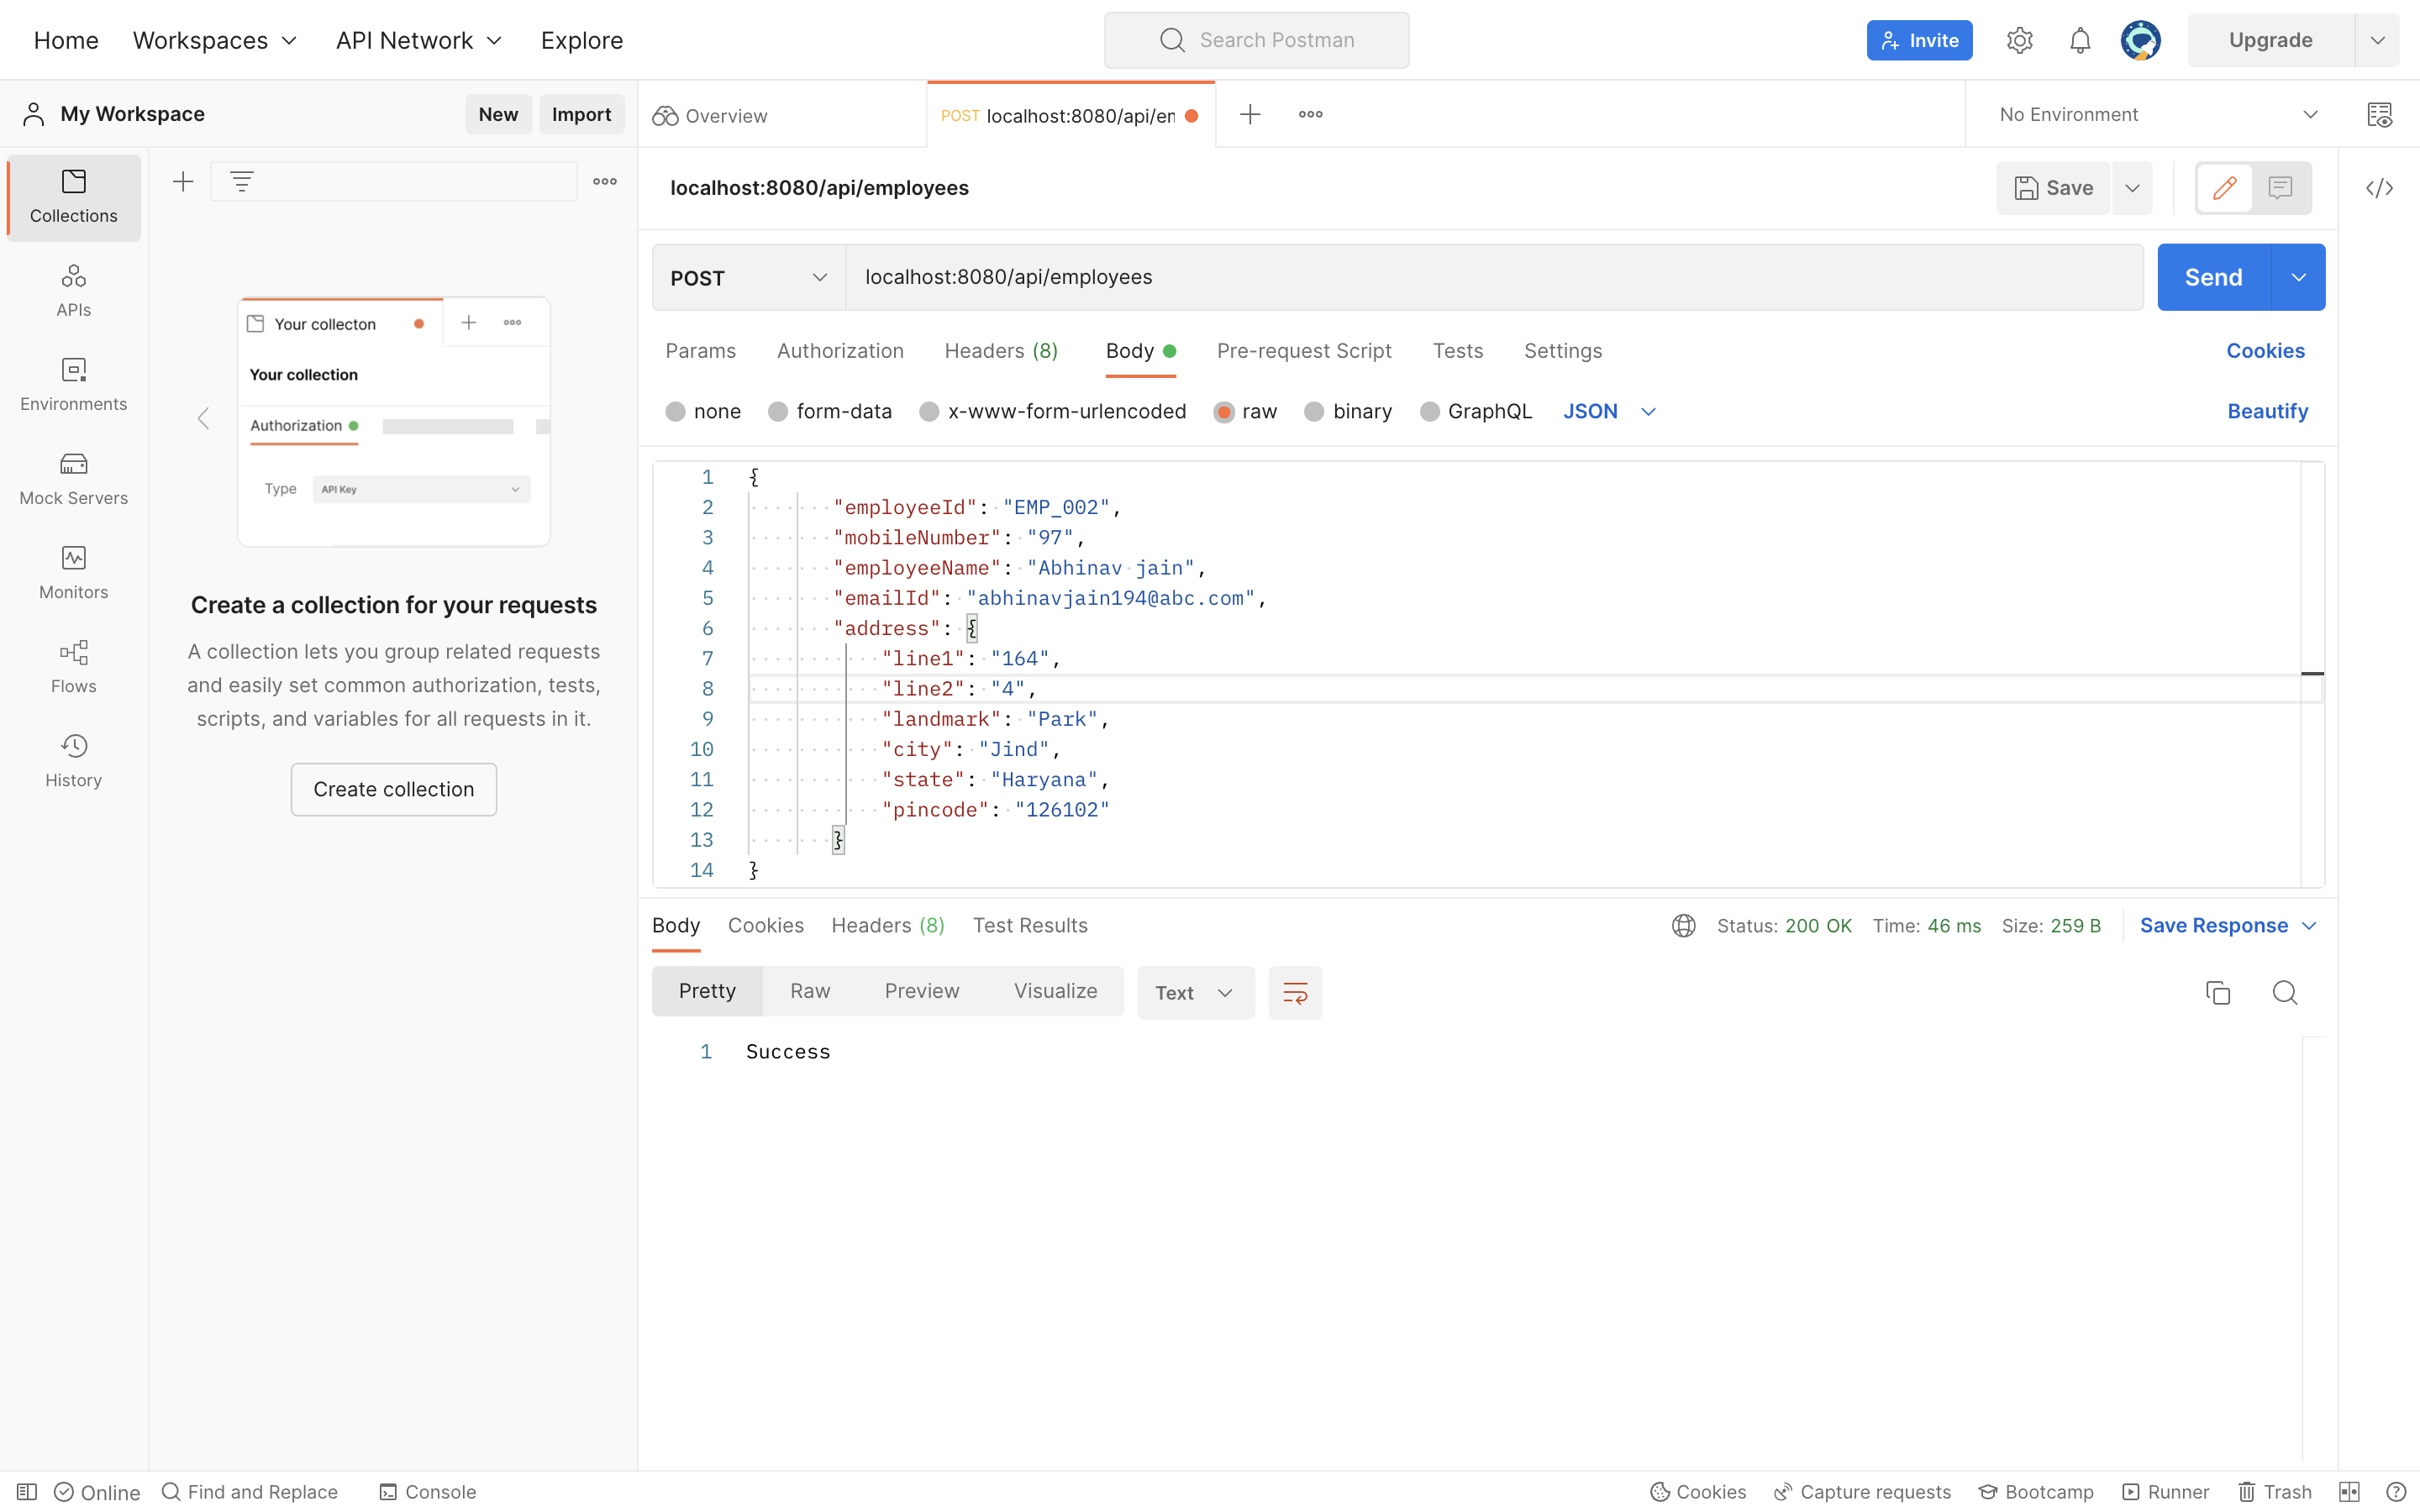 Home Workspaces API Network Explore Search Postman Invite Upgrade
My Workspace New Import Overview POST localhost:8080/api/en No Environment
Collections
APIs
Environments
Mock Servers
Monitors
Flows
History
Your collecton
Your collection
Authorization
Type API Key
Create a collection for your requests
A collection lets you group related requests
and easily set common authorization, tests,
scripts, and variables for all requests in it.
Create collection
localhost:8080/api/employees Save
POST localhost:8080/api/employees Send
Params Authorization Headers (8) Body Pre-request Script Tests Settings Cookies
none form-data x-www-form-urlencoded raw binary GraphQL JSON Beautify
1 {
2 "employeeId": "EMP_002",
3 "mobileNumber": "97",
4 "employeeName": "Abhinav jain",
5 "emailId": "abhinavjain194@abc.com",
6 "address": {
7 "line1": "164",
8 "line2": "4",
9 "landmark": "Park",
10 "city": "Jind",
11 "state": "Haryana",
12 "pincode": "126102"
13 }
14 }
Body Cookies Headers (8) Test Results Status: 200 OK Time: 46 ms Size: 259 B Save Response
Pretty Raw Preview Visualize Text
1 Success
Online Find and Replace Console Cookies Capture requests Bootcamp Runner Trash